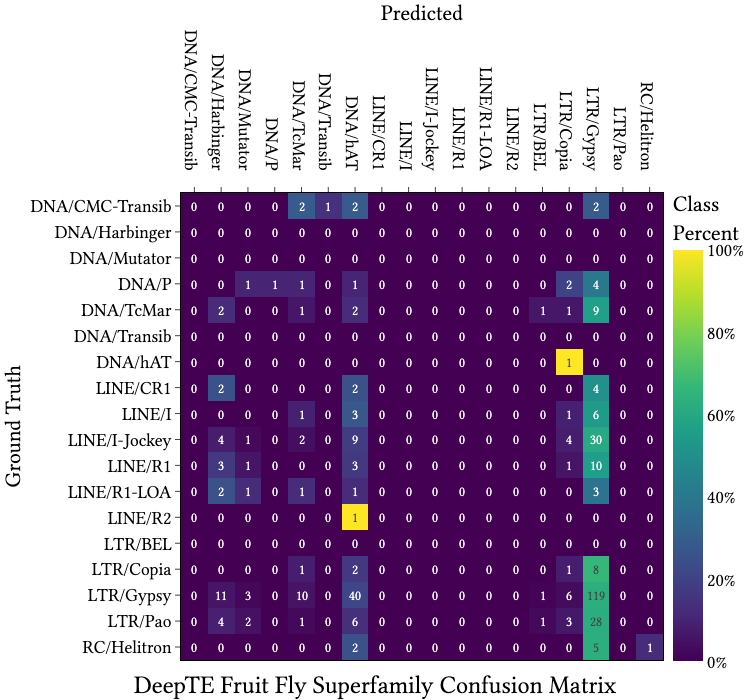 Predicted
DNA/CMC-Transib DNA/Harbinger DNA/Mutator DNA/P DNA/TcMar DNA/Transib DNA/hAT LINE/CR1 LINE/I LINE/I-Jockey LINE/R1 LINE/R1-LOA LINE/R2 LTR/BEL LTR/Copia LTR/Gypsy LTR/Pao RC/Helitron
Ground Truth
DNA/CMC-Transib 0 0 0 0 2 1 2 0 0 0 0 0 0 0 0 2 0 0
DNA/Harbinger 0 0 0 0 0 0 0 0 0 0 0 0 0 0 0 0 0 0
DNA/Mutator 0 0 0 0 0 0 0 0 0 0 0 0 0 0 0 0 0 0
DNA/P 0 0 1 1 1 0 1 0 0 0 0 0 0 0 2 4 0 0
DNA/TcMar 0 2 0 0 1 0 2 0 0 0 0 0 0 1 1 9 0 0
DNA/Transib 0 0 0 0 0 0 0 0 0 0 0 0 0 0 0 0 0 0
DNA/hAT 0 0 0 0 0 0 0 0 0 0 0 0 0 0 1 0 0 0
LINE/CR1 0 2 0 0 0 0 2 0 0 0 0 0 0 0 0 4 0 0
LINE/I 0 0 0 0 1 0 3 0 0 0 0 0 0 0 1 6 0 0
LINE/I-Jockey 0 4 1 0 2 0 9 0 0 0 0 0 0 0 4 30 0 0
LINE/R1 0 3 1 0 0 0 3 0 0 0 0 0 0 0 1 10 0 0
LINE/R1-LOA 0 2 1 0 1 0 1 0 0 0 0 0 0 0 0 3 0 0
LINE/R2 0 0 0 0 0 0 1 0 0 0 0 0 0 0 0 0 0 0
LTR/BEL 0 0 0 0 0 0 0 0 0 0 0 0 0 0 0 0 0 0
LTR/Copia 0 0 0 0 1 0 2 0 0 0 0 0 0 0 1 8 0 0
LTR/Gypsy 0 11 3 0 10 0 40 0 0 0 0 0 0 1 6 119 0 0
LTR/Pao 0 4 2 0 1 0 6 0 0 0 0 0 0 1 3 28 0 0
RC/Helitron 0 0 0 0 0 0 2 0 0 0 0 0 0 0 0 5 0 1
Class
Percent
100%
80%
60%
40%
20%
0%
DeepTE Fruit Fly Superfamily Confusion Matrix